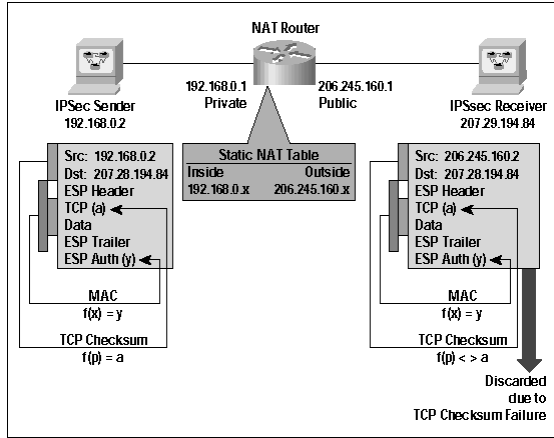 NAT Router
192.168.0.1
Private
206.245.160.1
Public
IPSec Sender
192.168.0.2
IPSsec Receiver
207.29.194.84
Static NAT Table
Inside Outside
192.168.0.x 206.245.160.x
Src: 192.168.0.2
Dst: 207.28.194.84
ESP Header
TCP (a)
Data
ESP Trailer
ESP Auth (y)
MAC
f(x) = y
TCP Checksum
f(p) = a
Src: 206.245.160.2
Dst: 207.28.194.84
ESP Header
TCP (a)
Data
ESP Trailer
ESP Auth (y)
MAC
f(x) = y
TCP Checksum
f(p) < > a
Discarded
due to
TCP Checksum Failure